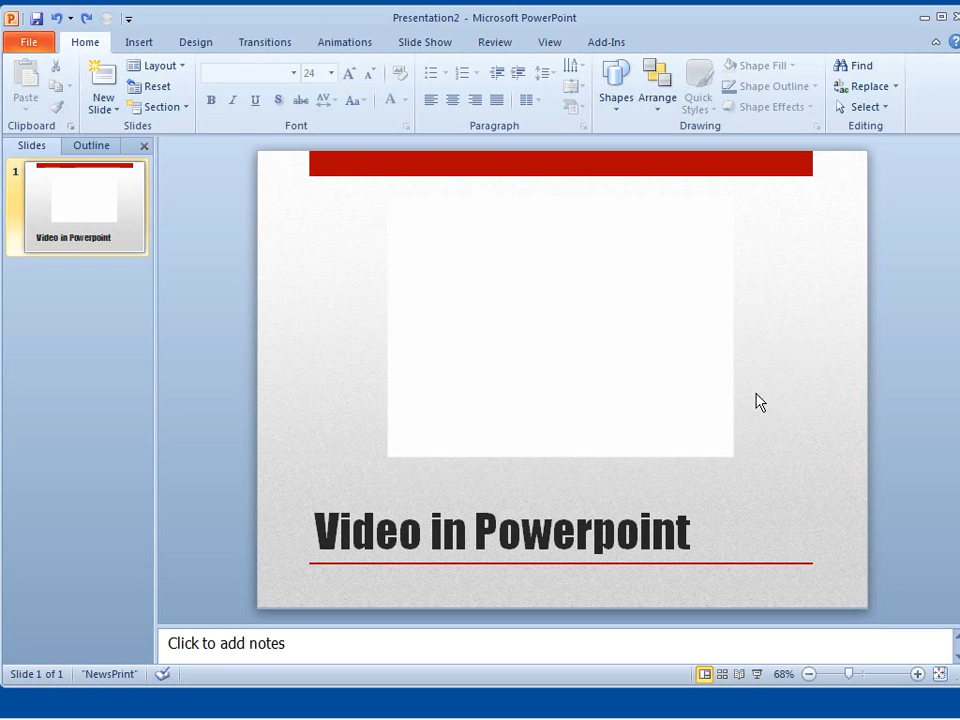 Presentation2 - Microsoft PowerPoint
File Home Insert Design Transitions Animations Slide Show Review View Add-Ins
Paste
Clipboard
New Slide
Layout
Reset
Section
Slides
24
B I U S abc AV Aa A
Font
Paragraph
Shapes
Arrange
Quick Styles
Shape Fill
Shape Outline
Shape Effects
Drawing
Find
Replace
Select
Editing
Slides Outline
1
Video in Powerpoint
Video in Powerpoint
Click to add notes
Slide 1 of 1 "NewsPrint" 68%